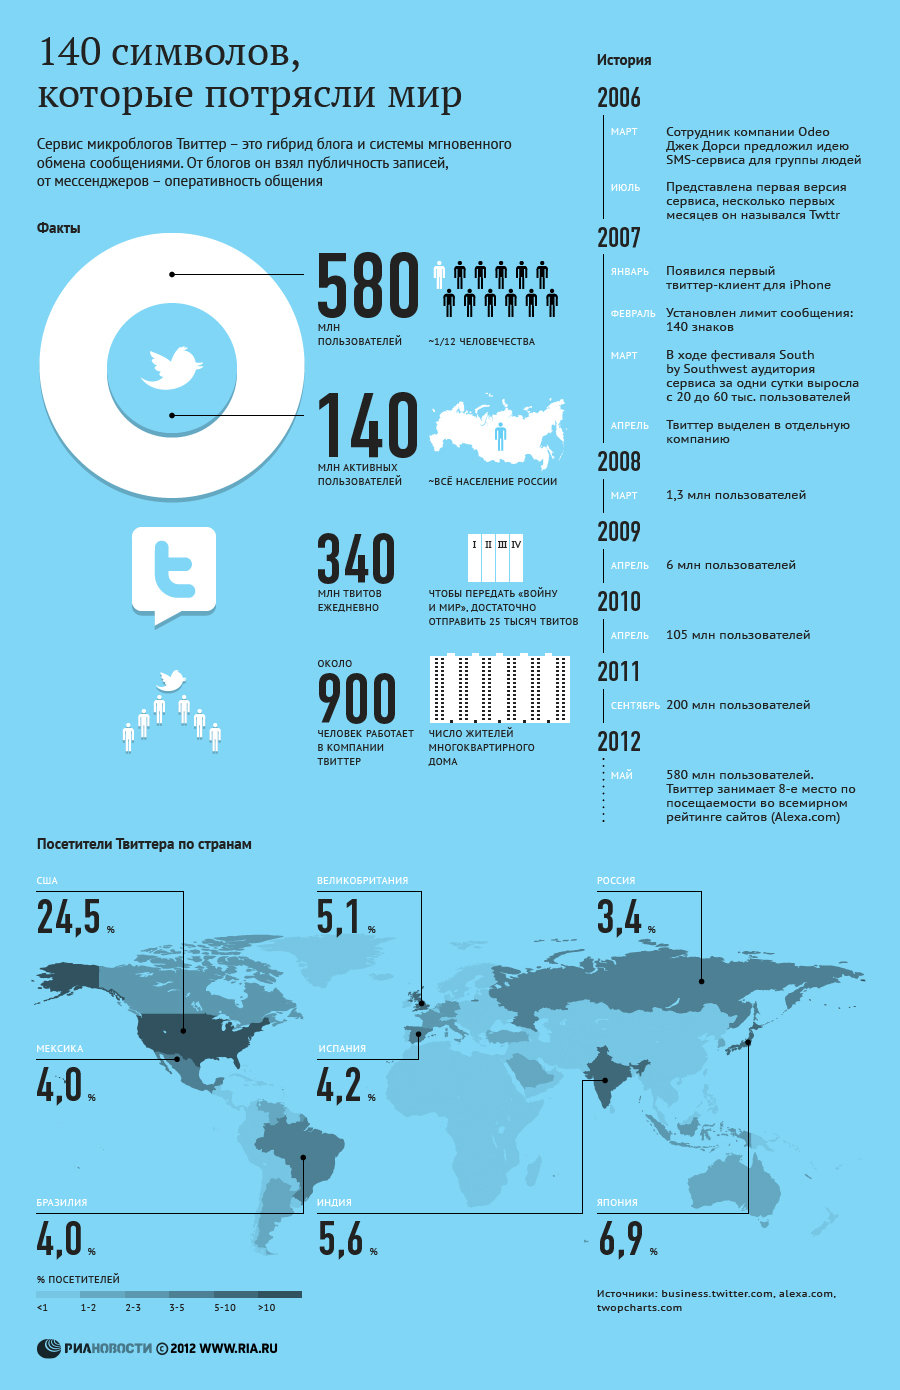 140 символов,
которые потрясли мир
Сервис микроблогов Твиттер – это гибрид блога и системы мгновенного
обмена сообщениями. От блогов он взял публичность записей,
от мессенджеров – оперативность общения
Факты
580
МЛН
ПОЛЬЗОВАТЕЛЕЙ
~1/12 ЧЕЛОВЕЧЕСТВА
140
МЛН АКТИВНЫХ
ПОЛЬЗОВАТЕЛЕЙ
~ВСЁ НАСЕЛЕНИЕ РОССИИ
t
340
МЛН ТВИТОВ
ЕЖЕДНЕВНО
I II III IV
ЧТОБЫ ПЕРЕДАТЬ «ВОЙНУ
И МИР», ДОСТАТОЧНО
ОТПРАВИТЬ 25 ТЫСЯЧ ТВИТОВ
ОКОЛО
900
ЧЕЛОВЕК РАБОТАЕТ
В КОМПАНИИ
ТВИТТЕР
ЧИСЛО ЖИТЕЛЕЙ
МНОГОКВАРТИРНОГО
ДОМА
История
2006
МАРТ
Сотрудник компании Odeo
Джек Дорси предложил идею
SMS-сервиса для группы людей
ИЮЛЬ
Представлена первая версия
сервиса, несколько первых
месяцев он назывался Twttr
2007
ЯНВАРЬ
Появился первый
твиттер-клиент для iPhone
ФЕВРАЛЬ
Установлен лимит сообщения:
140 знаков
МАРТ
В ходе фестиваля South
by Southwest аудитория
сервиса за одни сутки выросла
с 20 до 60 тыс. пользователей
АПРЕЛЬ
Твиттер выделен в отдельную
компанию
2008
МАРТ
1,3 млн пользователей
2009
АПРЕЛЬ
6 млн пользователей
2010
АПРЕЛЬ
105 млн пользователей
2011
СЕНТЯБРЬ
200 млн пользователей
2012
МАЙ
580 млн пользователей.
Твиттер занимает 8-е место по
посещаемости во всемирном
рейтинге сайтов (Alexa.com)
Посетители Твиттера по странам
США
24,5 %
ВЕЛИКОБРИТАНИЯ
5,1 %
РОССИЯ
3,4 %
МЕКСИКА
4,0 %
ИСПАНИЯ
4,2 %
БРАЗИЛИЯ
4,0 %
ИНДИЯ
5,6 %
ЯПОНИЯ
6,9 %
% ПОСЕТИТЕЛЕЙ
<1 1-2 2-3 3-5 5-10 >10
Источники: business.twitter.com, alexa.com,
twopcharts.com
РИАНОВОСТИ © 2012 WWW.RIA.RU